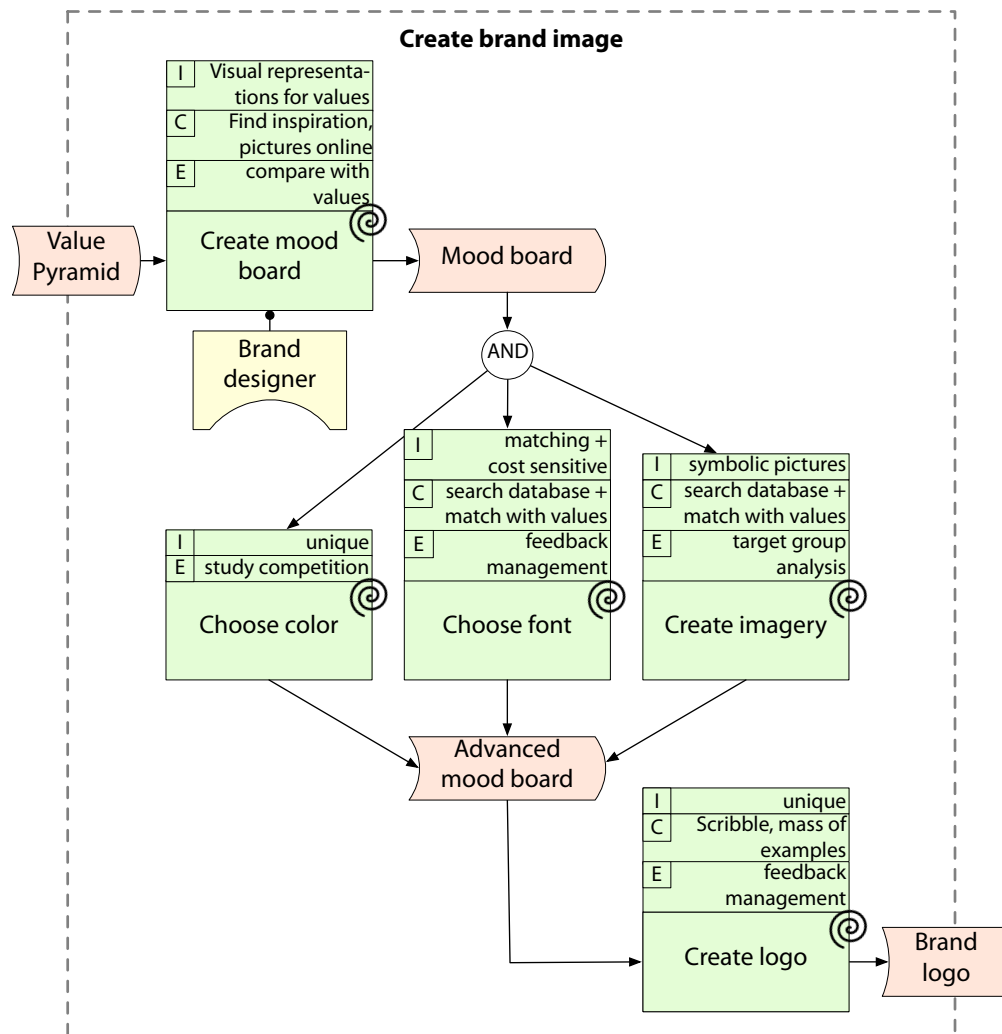 Create brand image
I
Visual representa-
tions for values
C
Find inspiration,
pictures online
E
compare with
values
Create mood
board
Value
Pyramid
Mood board
Brand
designer
AND
I
matching +
cost sensitive
C
search database +
match with values
E
feedback
management
Choose font
I
symbolic pictures
C
search database +
match with values
E
target group
analysis
Create imagery
I
unique
E
study competition
Choose color
Advanced
mood board
I
unique
C
Scribble, mass of
examples
E
feedback
management
Create logo
Brand
logo